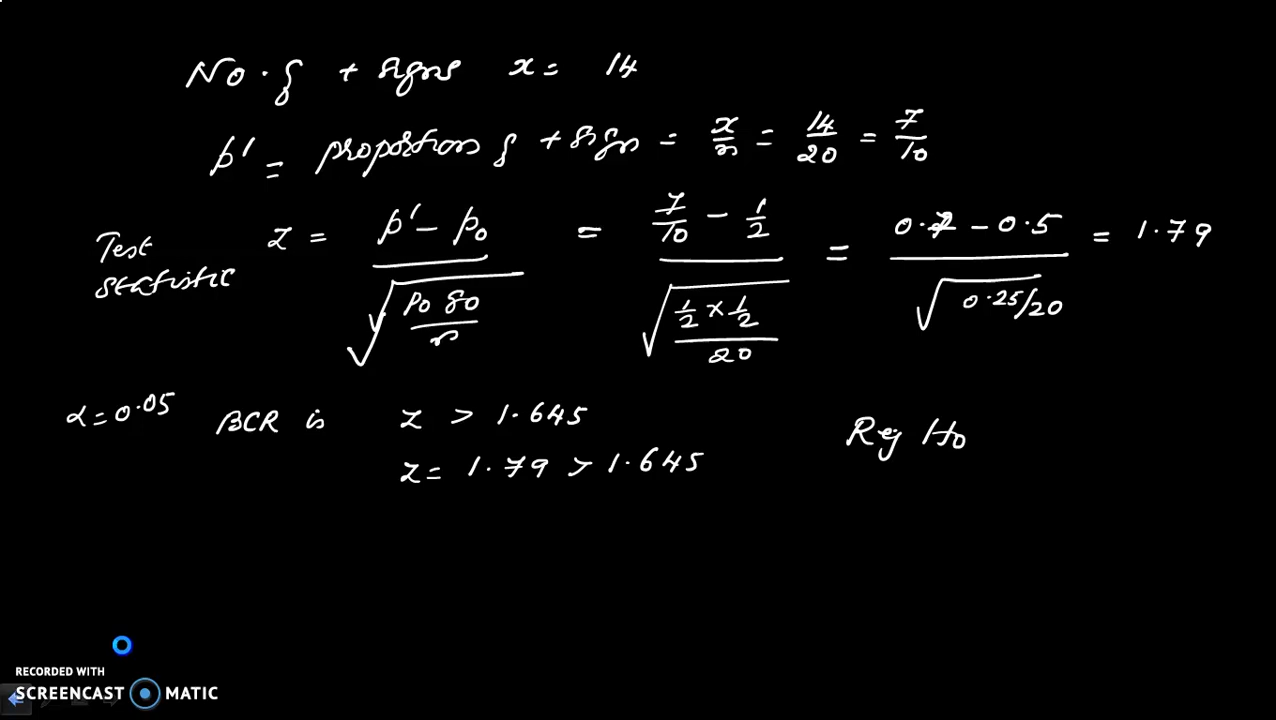 No. of + signs x = 14
p' = proportion of + sign = x/n = 14/20 = 7/10
Test statistic z = (p' - p0) / √(p0 q0 / n) = (7/10 - 1/2) / √((1/2 × 1/2) / 20) = (0.7 - 0.5) / √(0.25/20) = 1.79
α = 0.05 BCR is z > 1.645
z = 1.79 > 1.645 Rej H0
RECORDED WITH
SCREENCAST MATIC